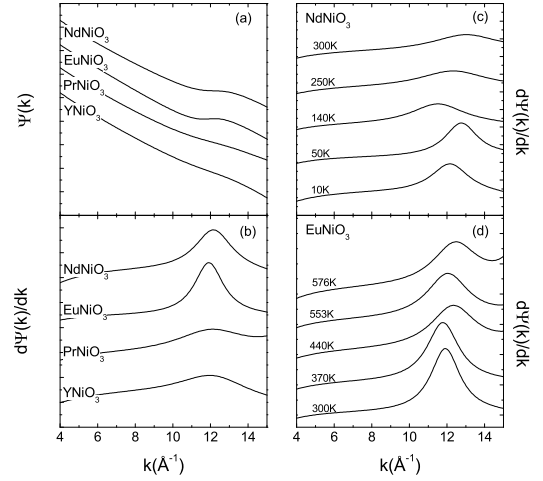 (a)
NdNiO₃
EuNiO₃
PrNiO₃
YNiO₃
Ψ(k)
(b)
NdNiO₃
EuNiO₃
PrNiO₃
YNiO₃
dΨ(k)/dk
4 6 8 10 12 14
k(Å⁻¹)
NdNiO₃ (c)
300K
250K
140K
50K
10K
dΨ(k)/dk
EuNiO₃ (d)
576K
553K
440K
370K
300K
dΨ(k)/dk
4 6 8 10 12 14
k(Å⁻¹)